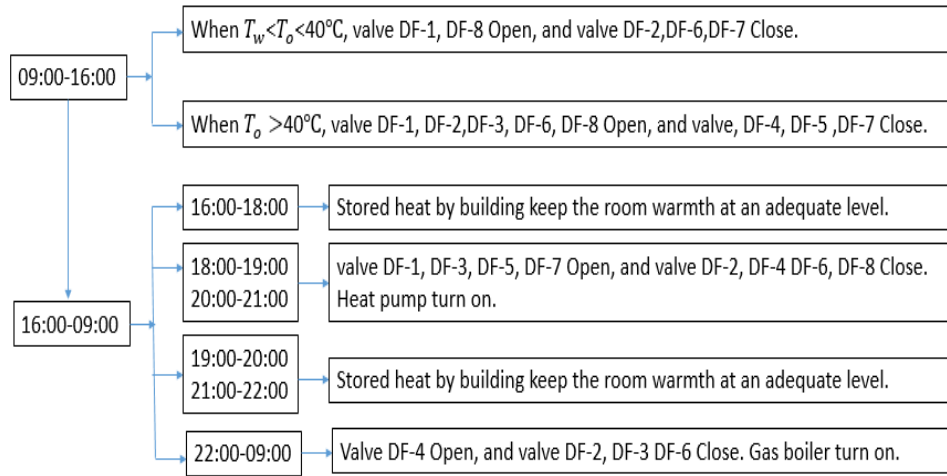 When T_w<T_o<40℃, valve DF-1, DF-8 Open, and valve DF-2,DF-6,DF-7 Close.
09:00-16:00
When T_o >40℃, valve DF-1, DF-2,DF-3, DF-6, DF-8 Open, and valve, DF-4, DF-5 ,DF-7 Close.
16:00-18:00
Stored heat by building keep the room warmth at an adequate level.
18:00-19:00
20:00-21:00
valve DF-1, DF-3, DF-5, DF-7 Open, and valve DF-2, DF-4 DF-6, DF-8 Close.
Heat pump turn on.
16:00-09:00
19:00-20:00
21:00-22:00
Stored heat by building keep the room warmth at an adequate level.
22:00-09:00
Valve DF-4 Open, and valve DF-2, DF-3 DF-6 Close. Gas boiler turn on.